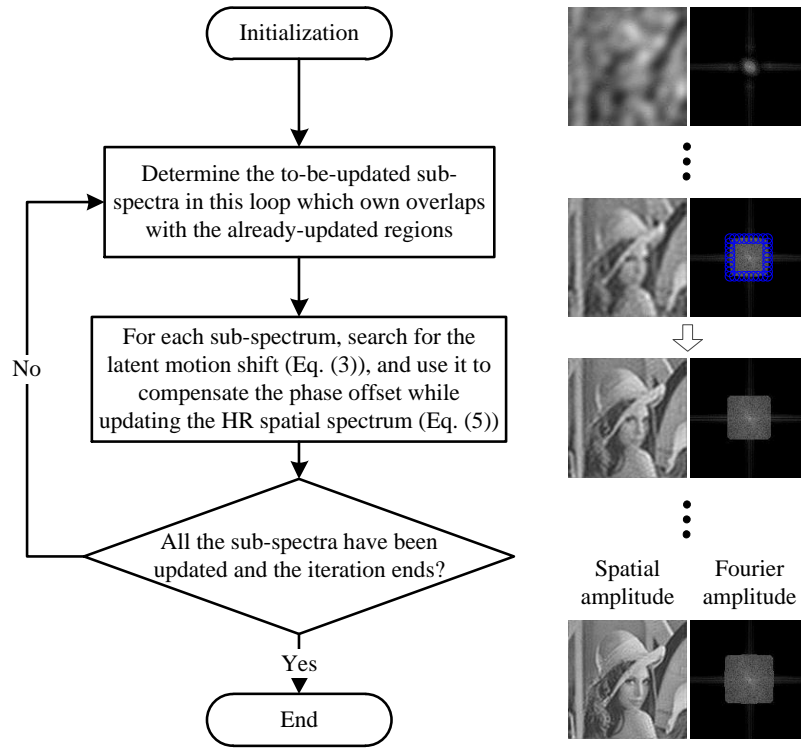 Initialization
Determine the to-be-updated sub-
spectra in this loop which own overlaps
with the already-updated regions
For each sub-spectrum, search for the
latent motion shift (Eq. (3)), and use it to
compensate the phase offset while
updating the HR spatial spectrum (Eq. (5))
No
All the sub-spectra have been
updated and the iteration ends?
Yes
End
Spatial
amplitude
Fourier
amplitude